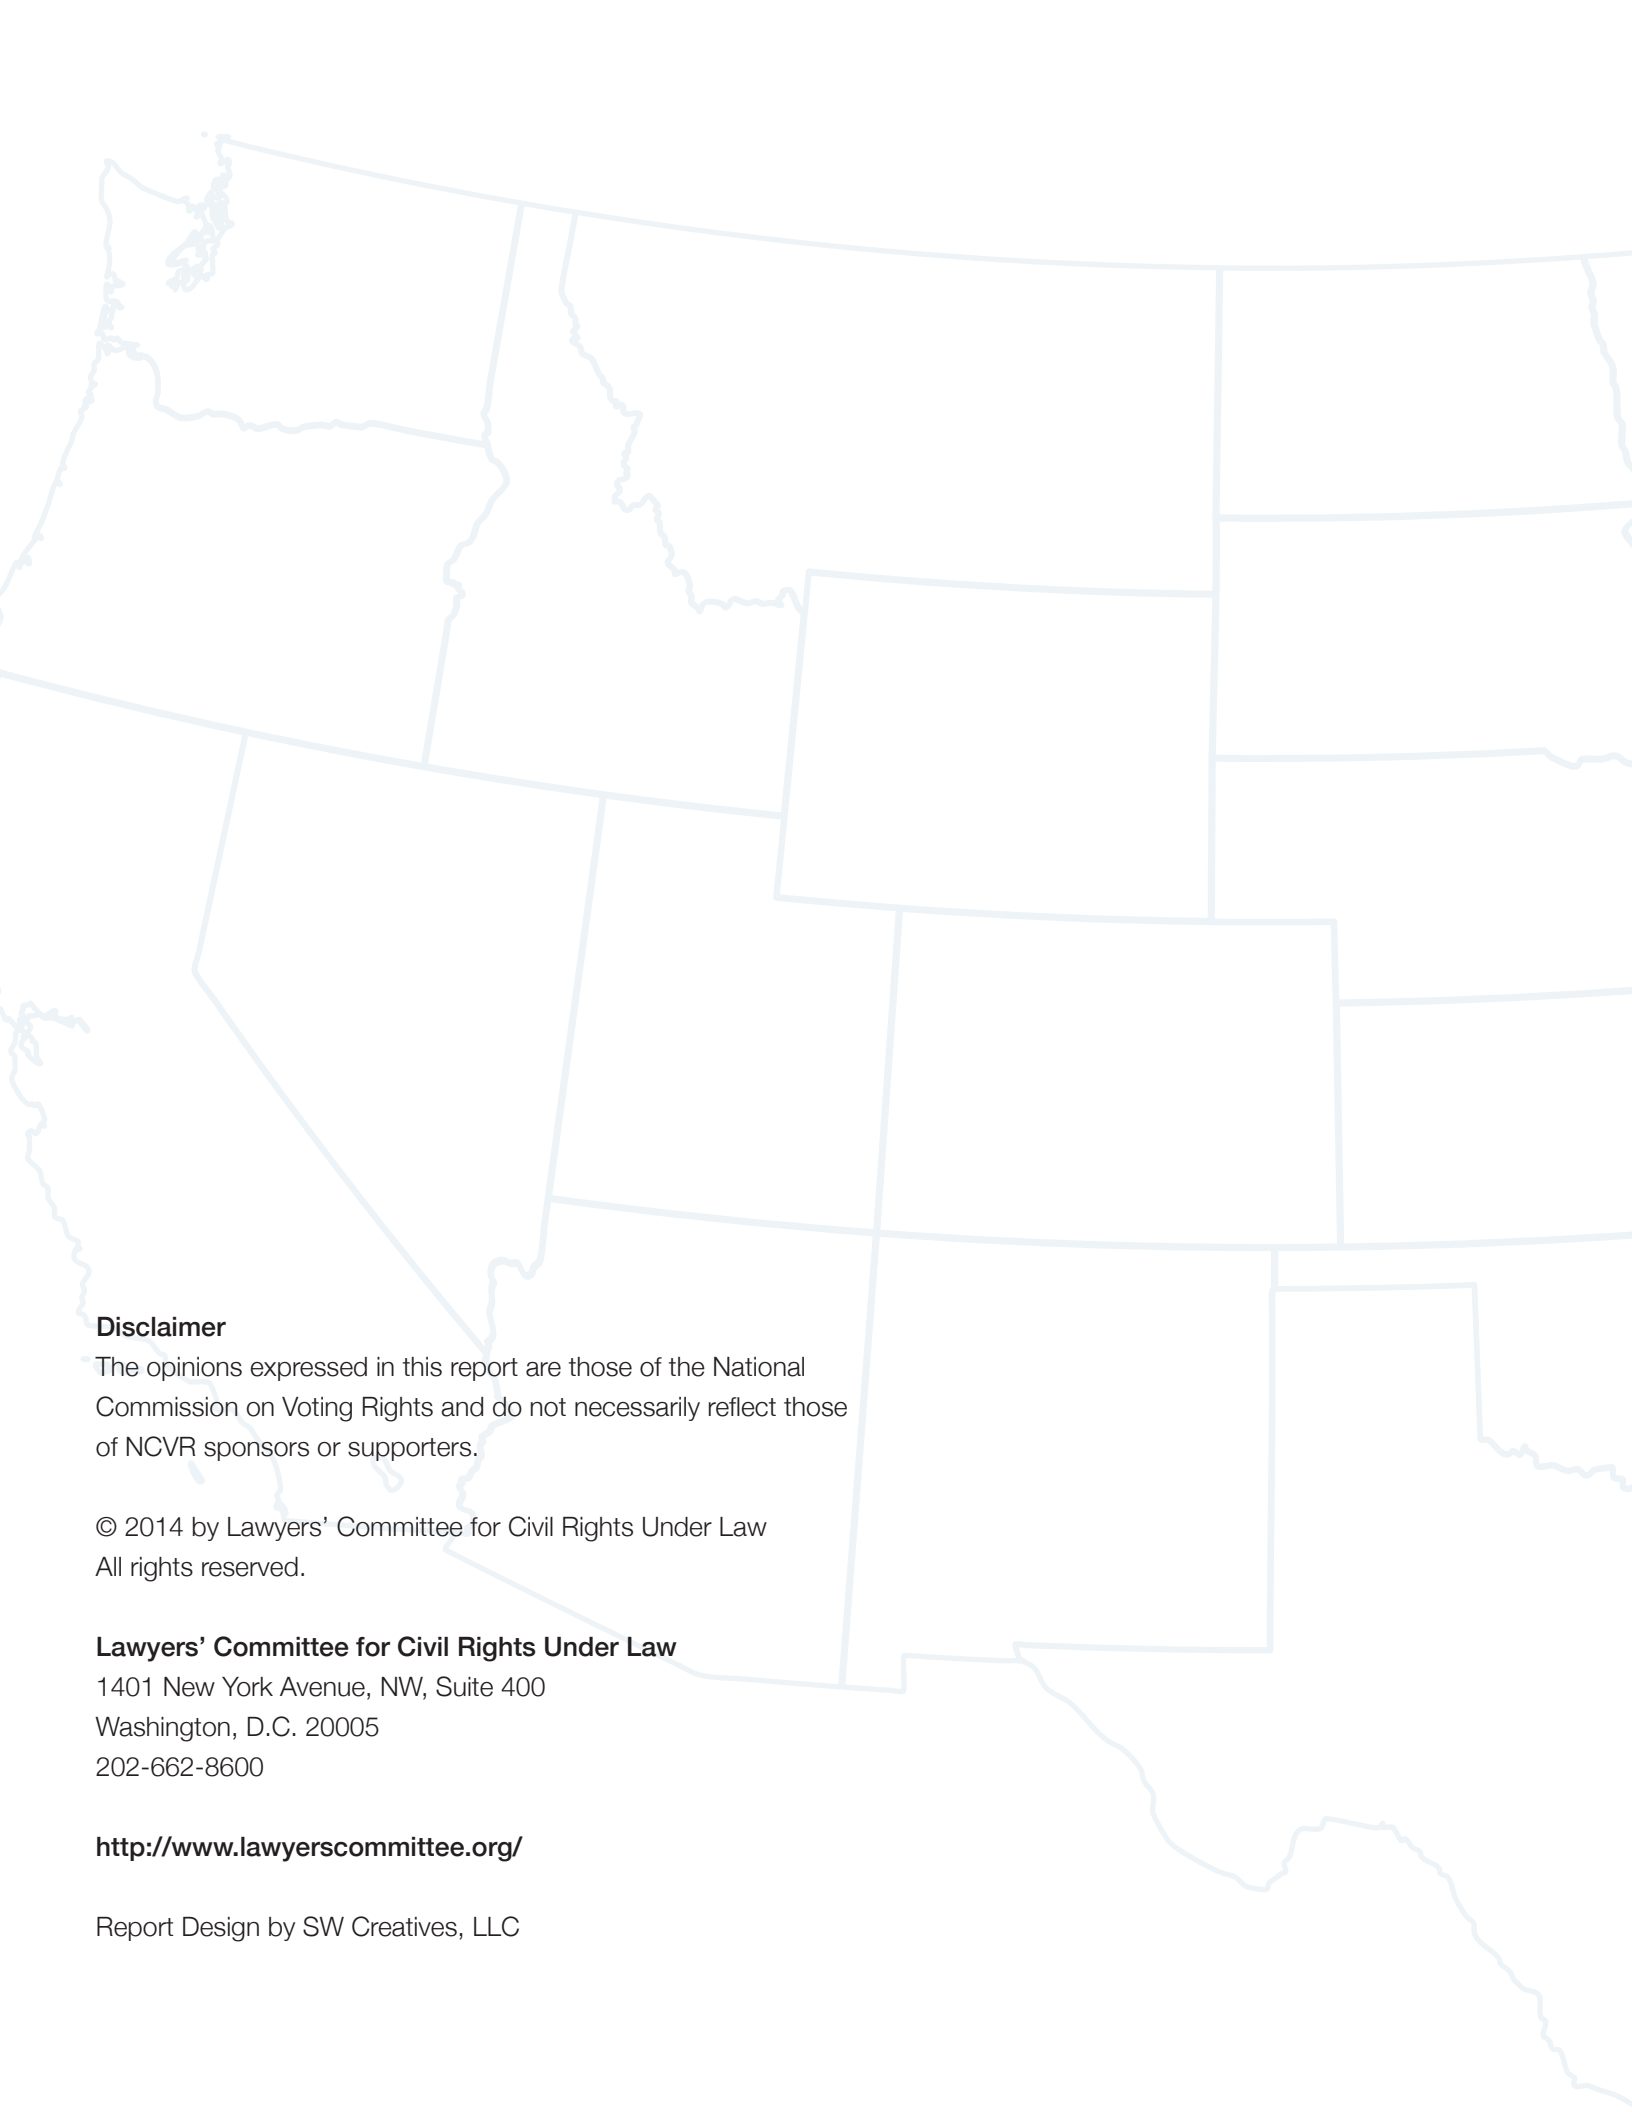 Disclaimer
The opinions expressed in this report are those of the National
Commission on Voting Rights and do not necessarily reflect those
of NCVR sponsors or supporters.
© 2014 by Lawyers’ Committee for Civil Rights Under Law
All rights reserved.
Lawyers’ Committee for Civil Rights Under Law
1401 New York Avenue, NW, Suite 400
Washington, D.C. 20005
202-662-8600
http://www.lawyerscommittee.org/
Report Design by SW Creatives, LLC